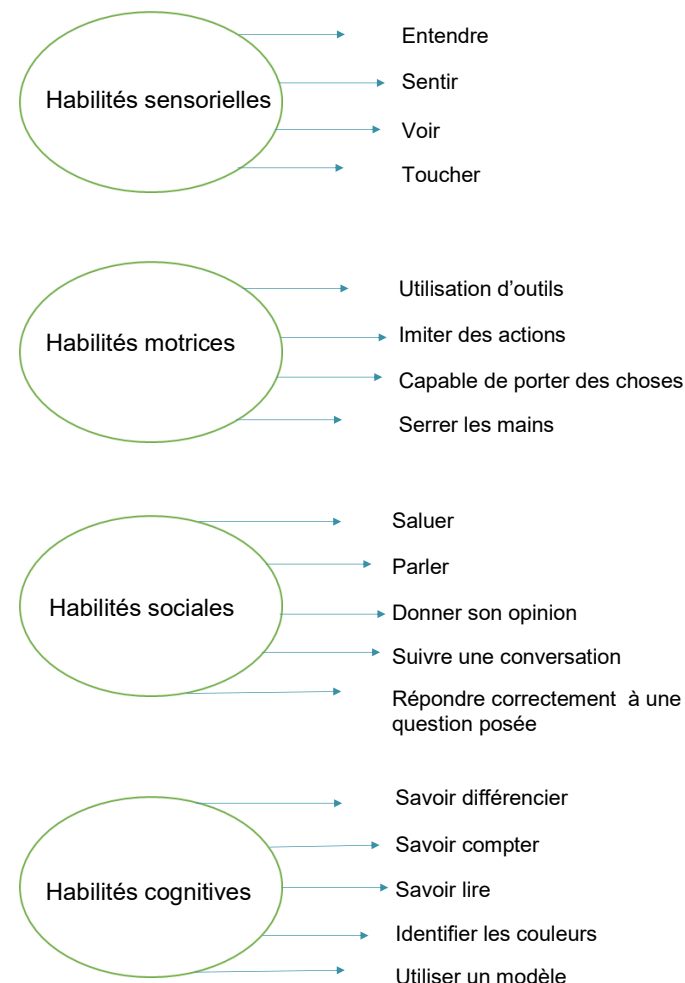 Habilités sensorielles
Entendre
Sentir
Voir
Toucher
Habilités motrices
Utilisation d’outils
Imiter des actions
Capable de porter des choses
Serrer les mains
Habilités sociales
Saluer
Parler
Donner son opinion
Suivre une conversation
Répondre correctement  à une
question posée
Habilités cognitives
Savoir différencier
Savoir compter
Savoir lire
Identifier les couleurs
Utiliser un modèle